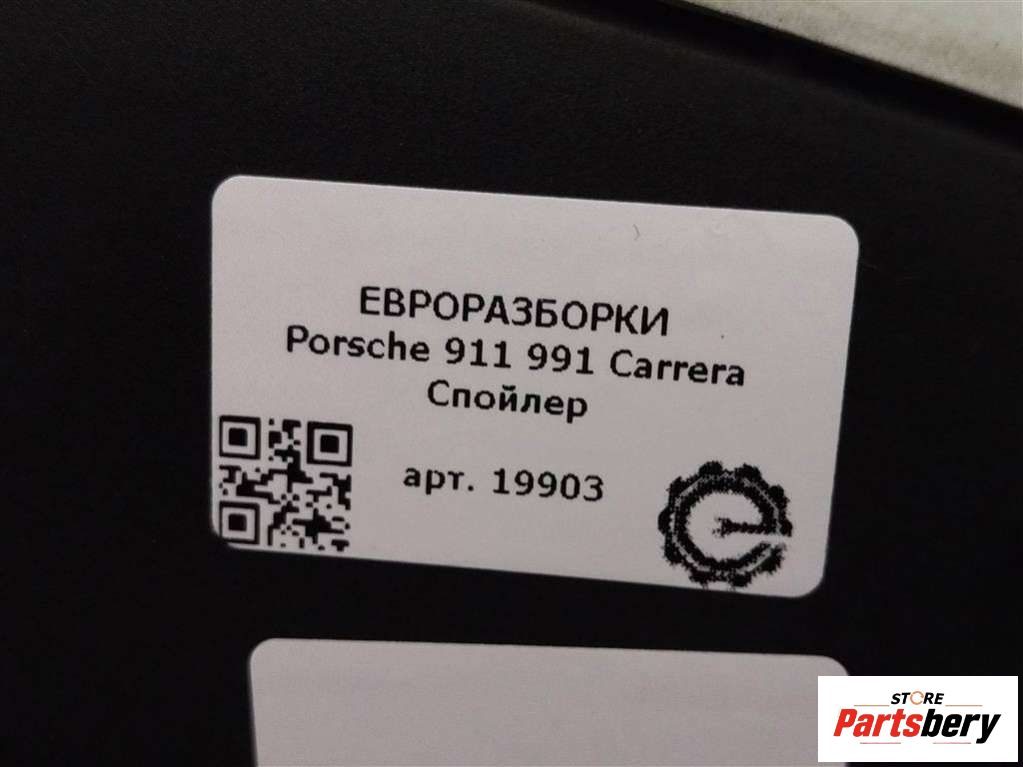 ЕВРОРАЗБОРКИ
Porsche 911 991 Carrera
Спойлер
арт. 19903
STORE
Partsbery